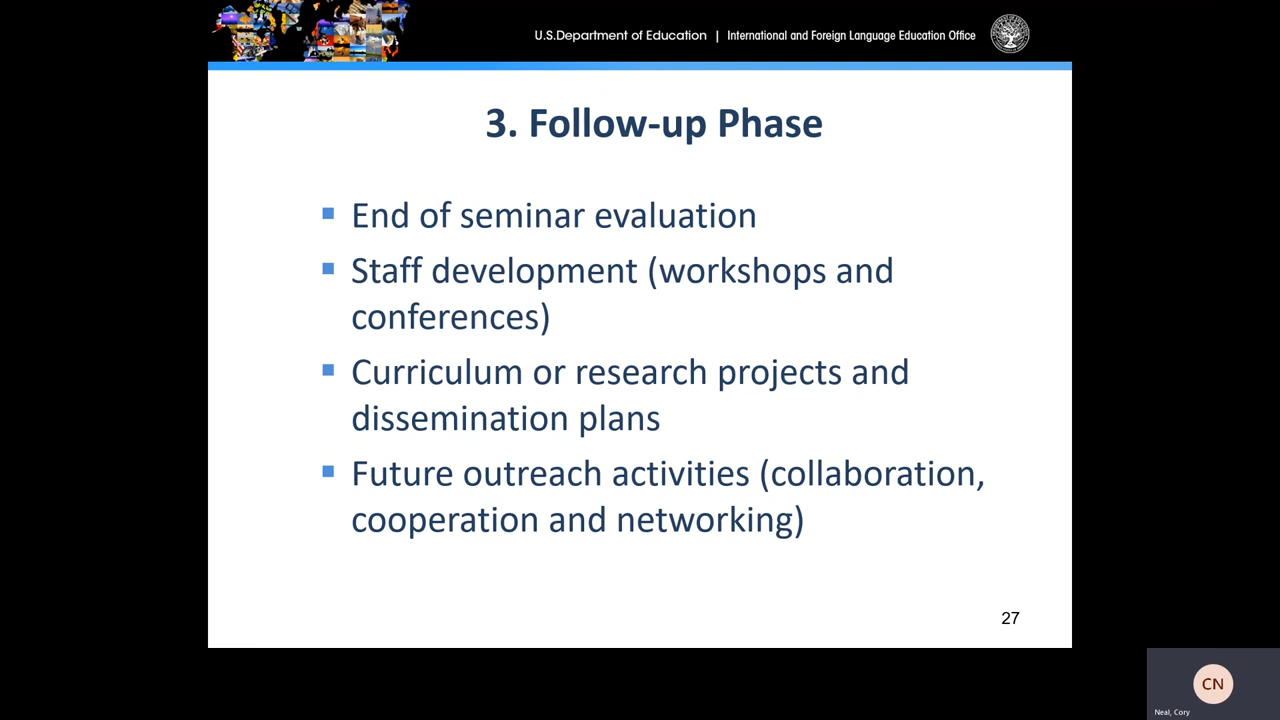 U.S.Department of Education | International and Foreign Language Education Office
3. Follow-up Phase
End of seminar evaluation
Staff development (workshops and
conferences)
Curriculum or research projects and
dissemination plans
Future outreach activities (collaboration,
cooperation and networking)
27
CN
Neal, Cory